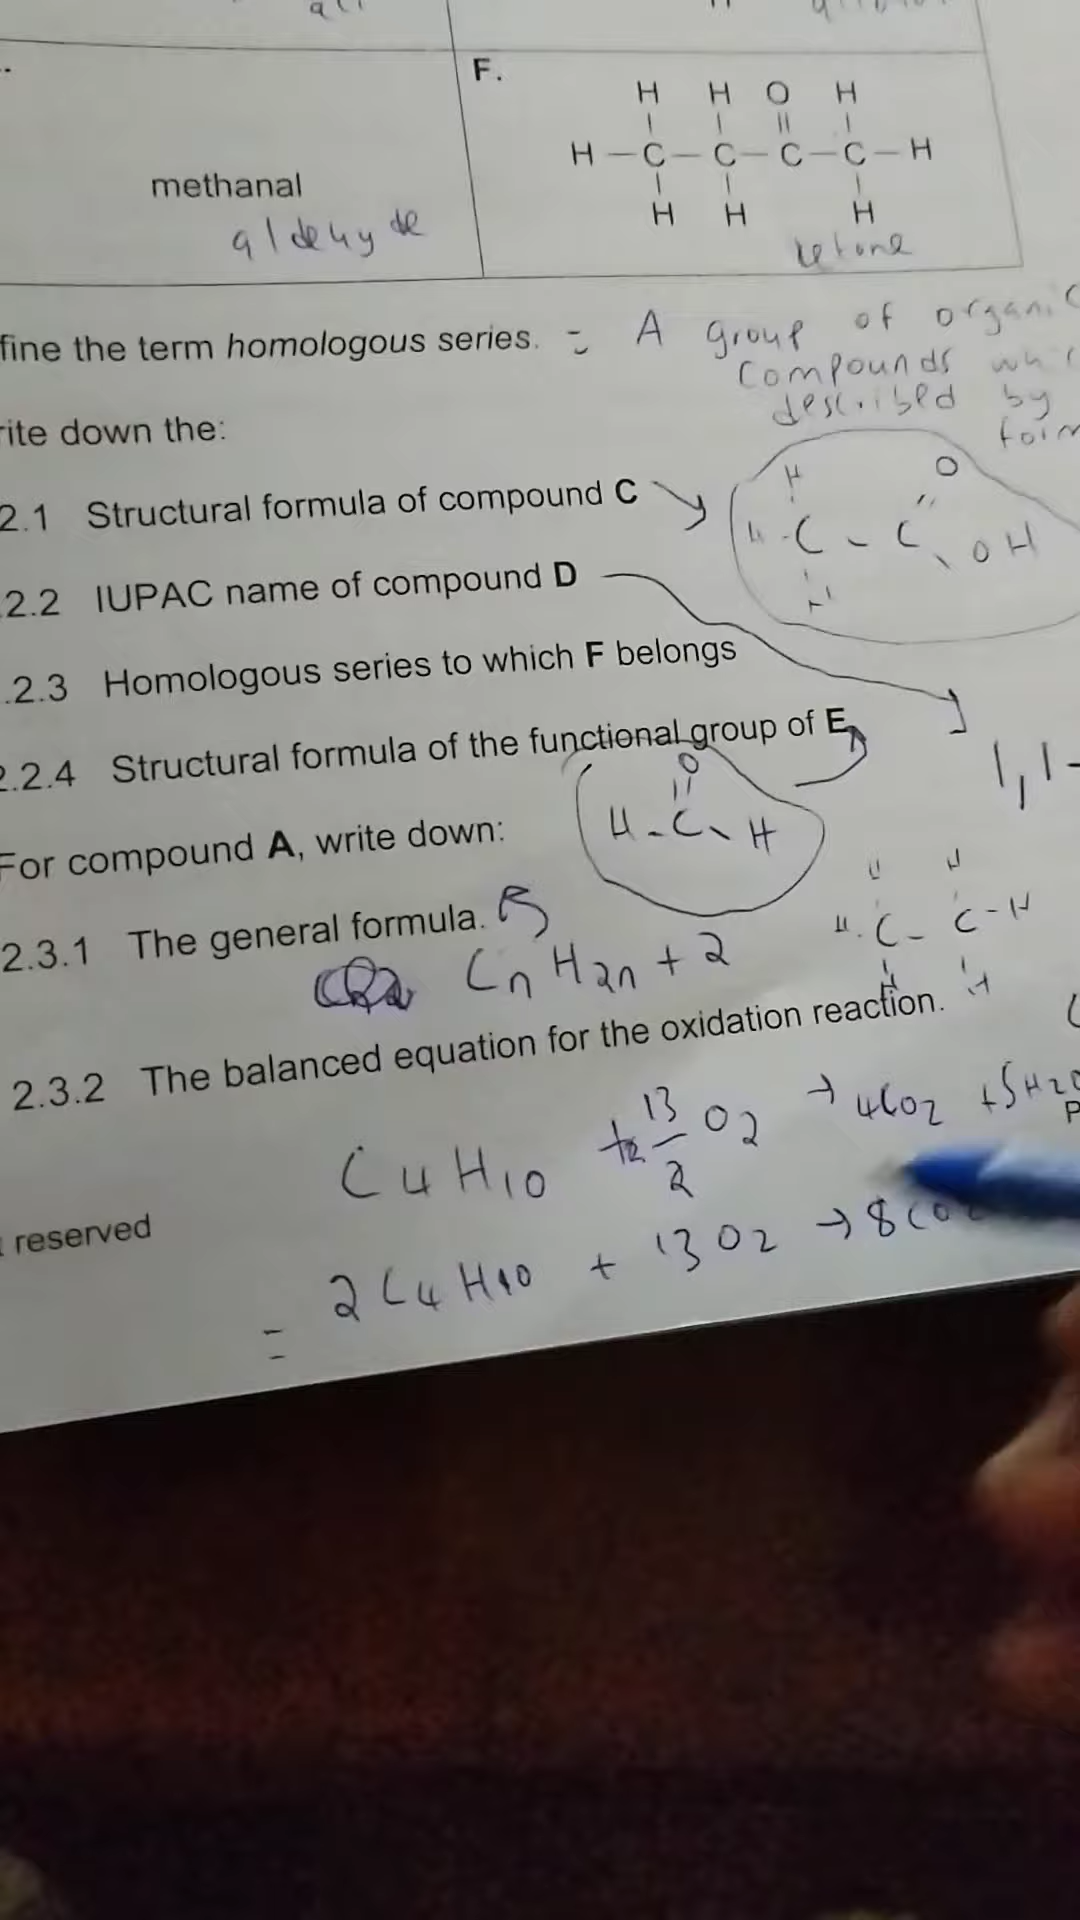 F.
H H O H
H – C – C – C – C – H
H H H
methanal
aldehyde
ketone
fine the term homologous series. = A group of organic
compounds
described by
rite down the:
2.1 Structural formula of compound C
H O
H - C - C OH
H
2.2 IUPAC name of compound D
.2.3 Homologous series to which F belongs
2.2.4 Structural formula of the functional group of E
1,1-
O
H - C H
For compound A, write down:
2.3.1 The general formula.
CnH2n+2
H H
H - C - C - H
H H
2.3.2 The balanced equation for the oxidation reaction.
C4H10 + 13/2 O2 → 4CO2 + 5H2O
P
reserved
= 2C4H10 + 13O2 → 8CO2